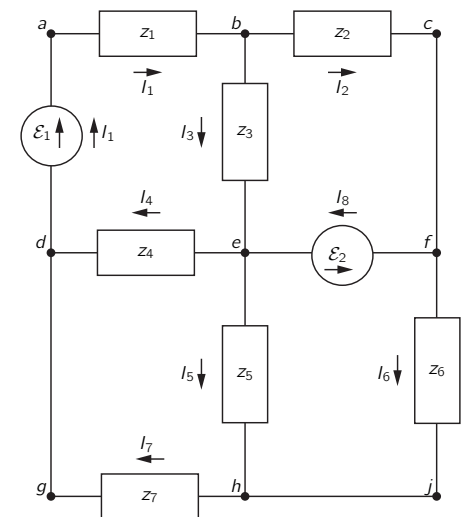 a z₁ b z₂ c
I₁ I₂
ℰ₁ I₁ I₃ z₃
I₄ I₈
d z₄ e ℰ₂ f
I₅ z₅ I₆ z₆
I₇
g z₇ h j